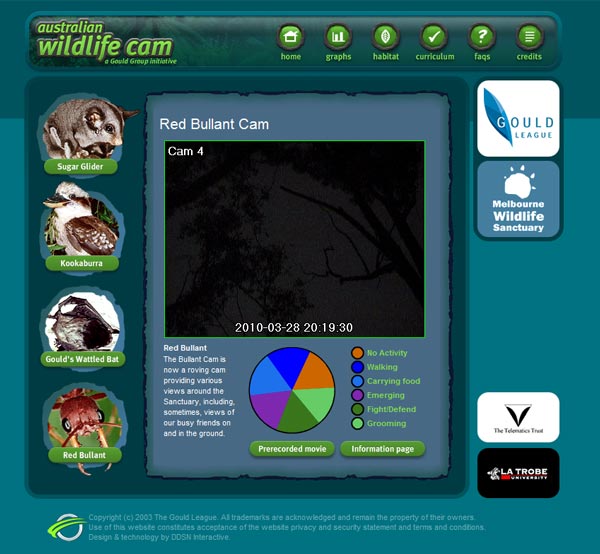 australian
wildlife cam
a Gould Group initiative
home
graphs
habitat
curriculum
faqs
credits
Sugar Glider
Kookaburra
Gould's Wattled Bat
Red Bullant
Red Bullant Cam
Cam 4
2010-03-28 20:19:30
Red Bullant
The Bullant Cam is
now a roving cam
providing various
views around the
Sanctuary, including,
sometimes, views of
our busy friends on
and in the ground.
No Activity
Walking
Carrying food
Emerging
Fight/Defend
Grooming
Prerecorded movie
Information page
GOULD
LEAGUE
Melbourne
Wildlife
Sanctuary
The Telematics Trust
LA TROBE
UNIVERSITY
Copyright (c) 2003 The Gould League. All trademarks are acknowledged and remain the property of their owners.
Use of this website constitutes acceptance of the website privacy and security statement and terms and conditions.
Design & technology by DDSN Interactive.